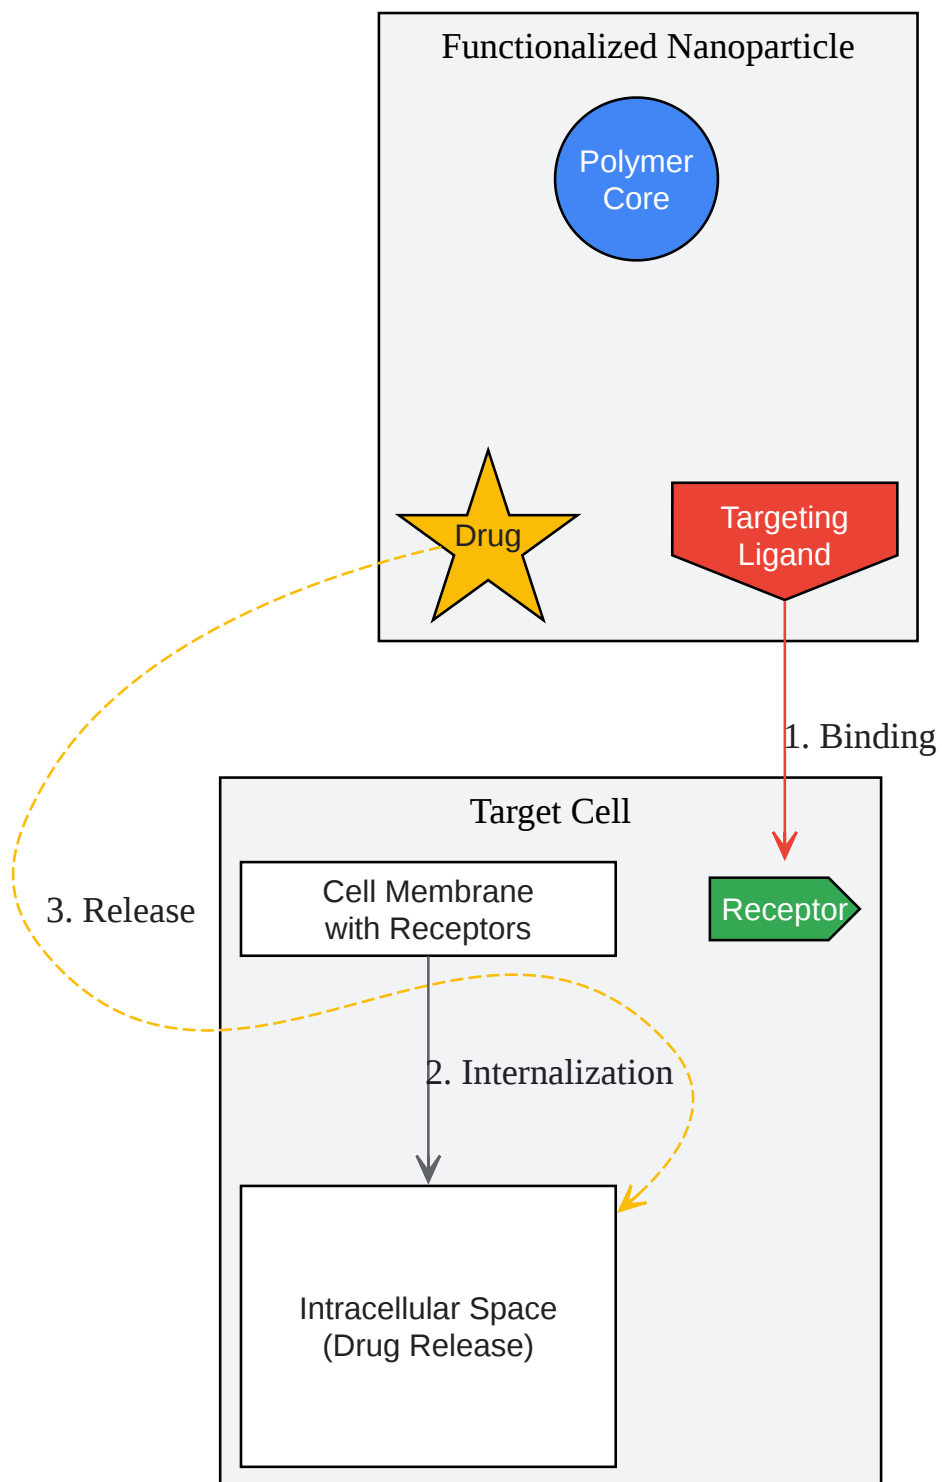 Functionalized Nanoparticle
Polymer
Core
Drug
Targeting
Ligand
1. Binding
Target Cell
Cell Membrane
with Receptors
Receptor
3. Release
2. Internalization
Intracellular Space
(Drug Release)